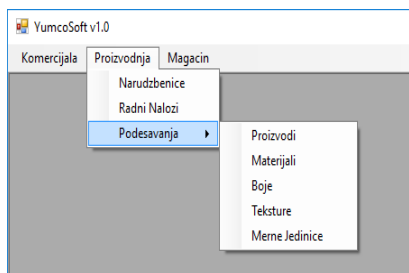 YumcoSoft v1.0
Komercijala Proizvodnja Magacin
Narudzbenice
Radni Nalozi
Podesavanja
Proizvodi
Materijali
Boje
Teksture
Merne Jedinice